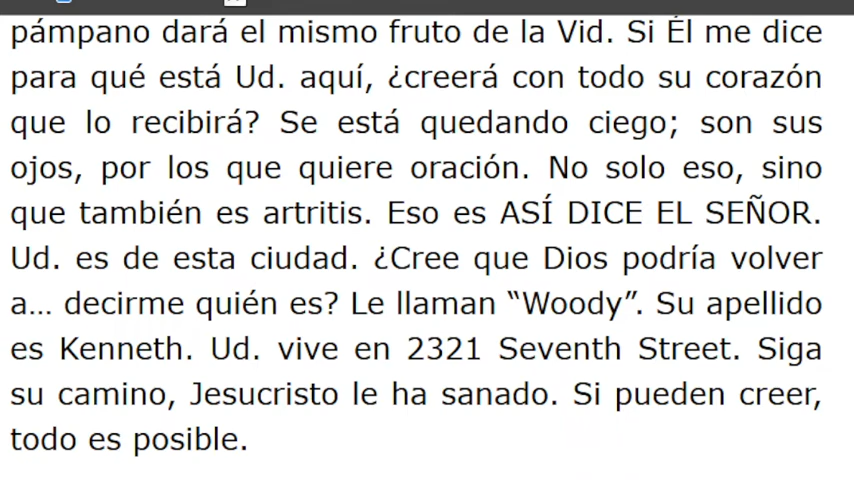 pámpano dará el mismo fruto de la Vid. Si Él me dice
para qué está Ud. aquí, ¿creerá con todo su corazón
que lo recibirá? Se está quedando ciego; son sus
ojos, por los que quiere oración. No solo eso, sino
que también es artritis. Eso es ASÍ DICE EL SEÑOR.
Ud. es de esta ciudad. ¿Cree que Dios podría volver
a… decirme quién es? Le llaman “Woody”. Su apellido
es Kenneth. Ud. vive en 2321 Seventh Street. Siga
su camino, Jesucristo le ha sanado. Si pueden creer,
todo es posible.